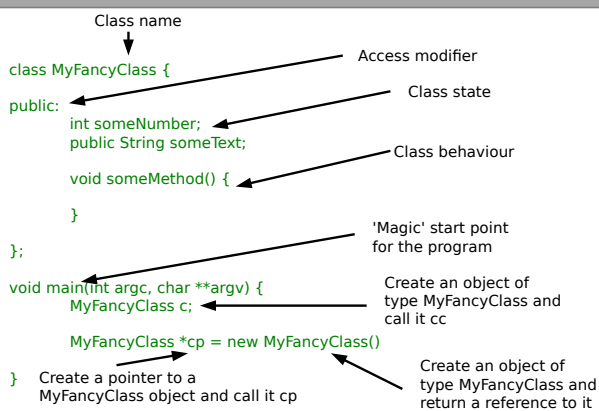 Class name
class MyFancyClass {
Access modifier
public:
Class state
int someNumber;
public String someText;
Class behaviour
void someMethod() {
}
};
'Magic' start point
for the program
void main(int argc, char **argv) {
MyFancyClass c;
Create an object of
type MyFancyClass and
call it cc
MyFancyClass *cp = new MyFancyClass()
}
Create a pointer to a
MyFancyClass object and call it cp
Create an object of
type MyFancyClass and
return a reference to it